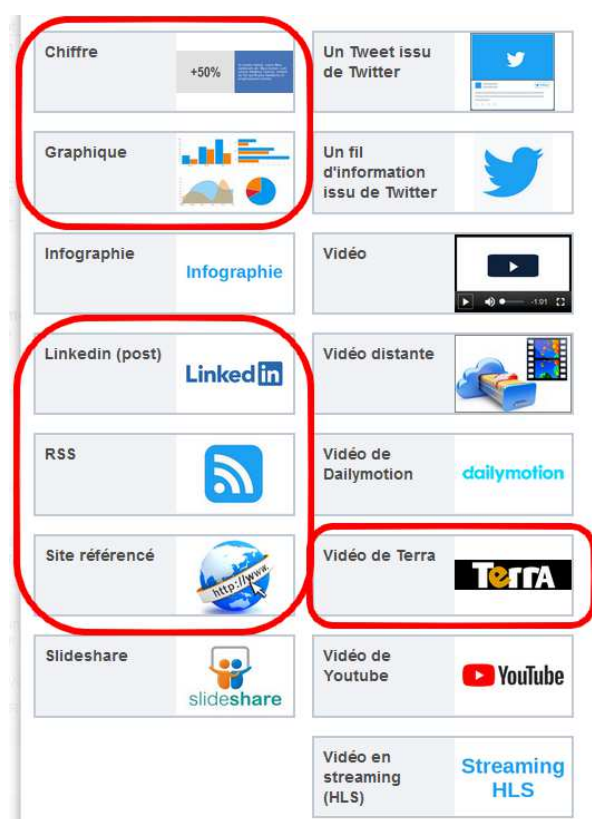 Chiffre
+50%
Un Tweet issu
de Twitter
Graphique
Un fil
d'information
issu de Twitter
Infographie
Infographie
Vidéo
-1:01
Linkedin (post)
Linked in
Vidéo distante
RSS
Vidéo de
Dailymotion
dailymotion
Site référencé
http://www.
Vidéo de Terra
TerrA
Slideshare
slideshare
Vidéo de
Youtube
YouTube
Vidéo en
streaming
(HLS)
Streaming
HLS